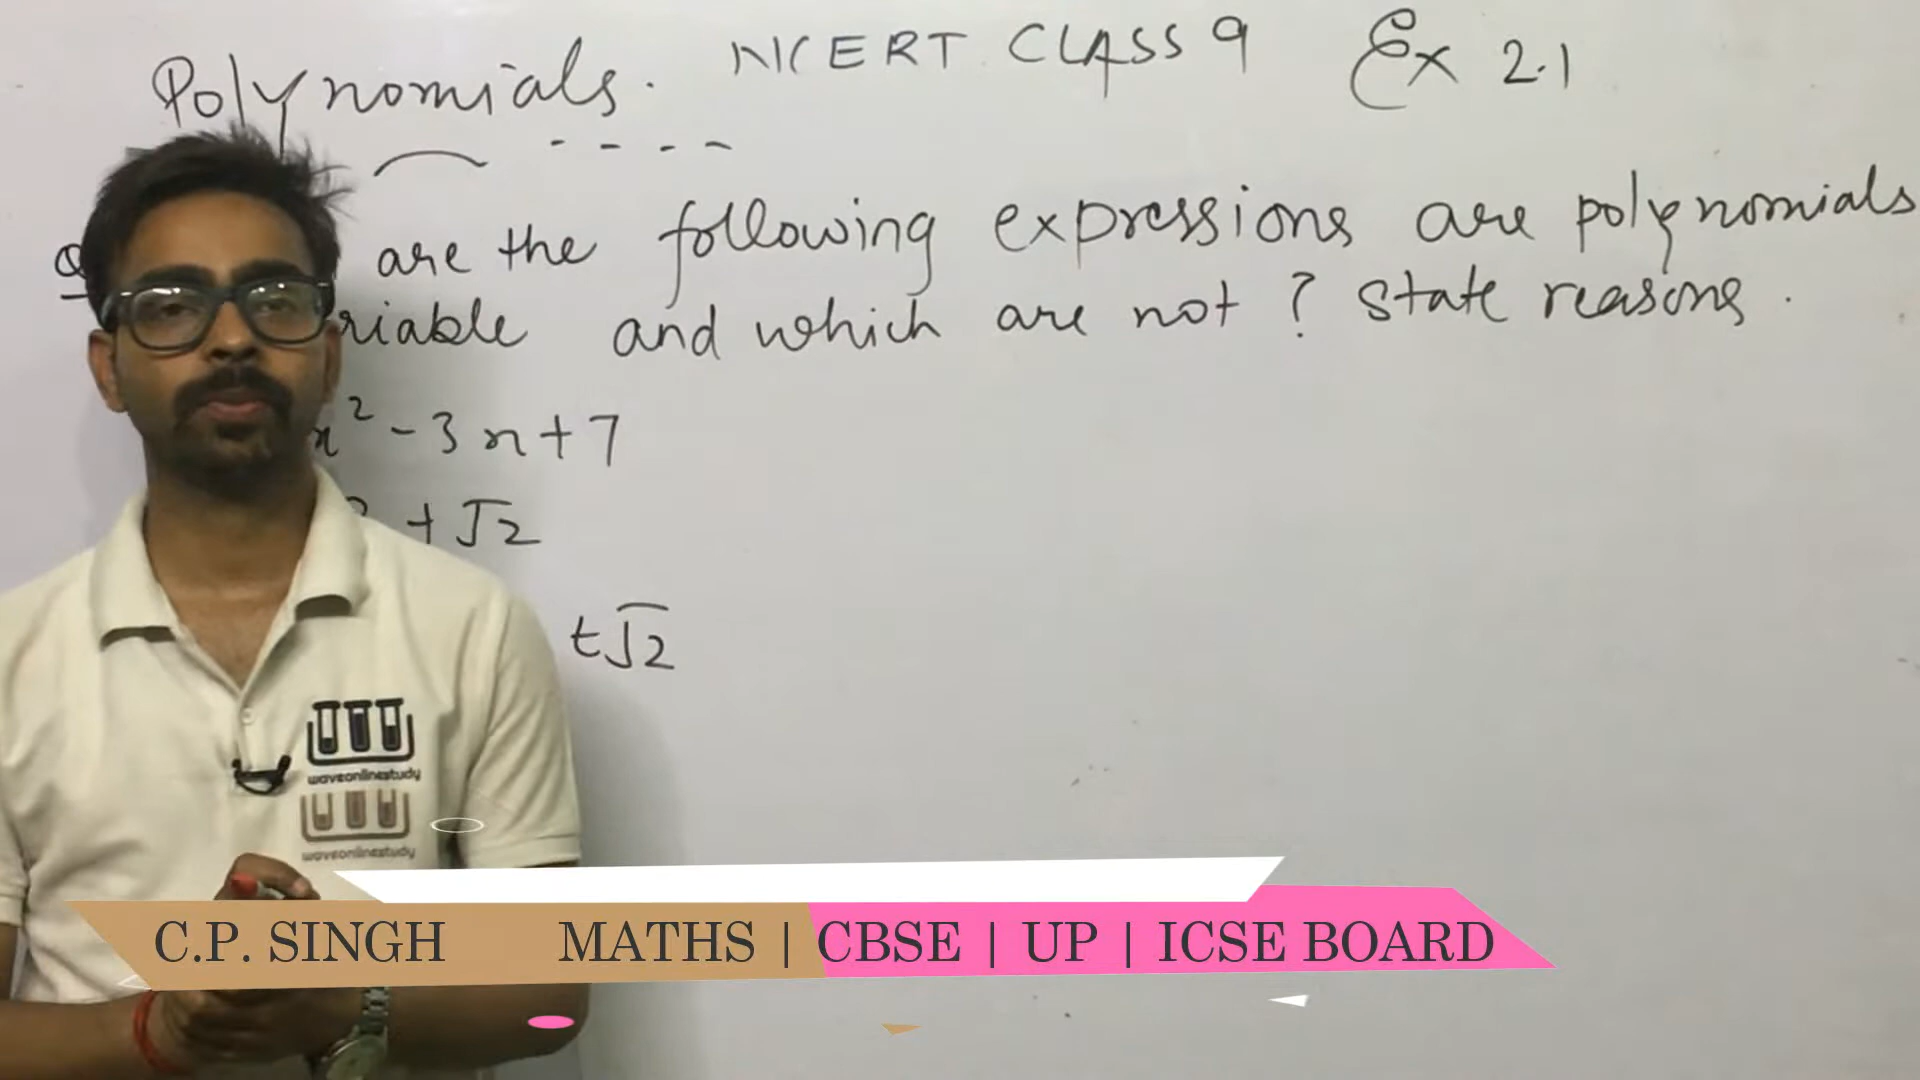 Polynomials. NCERT CLASS 9 Ex 2.1
are the following expressions are polynomials
riable and which are not ? State reasons.
x² - 3x + 7
+ √2
t√2
waveonlinestudy
waveonlinestudy
C.P. SINGH MATHS | CBSE | UP | ICSE BOARD